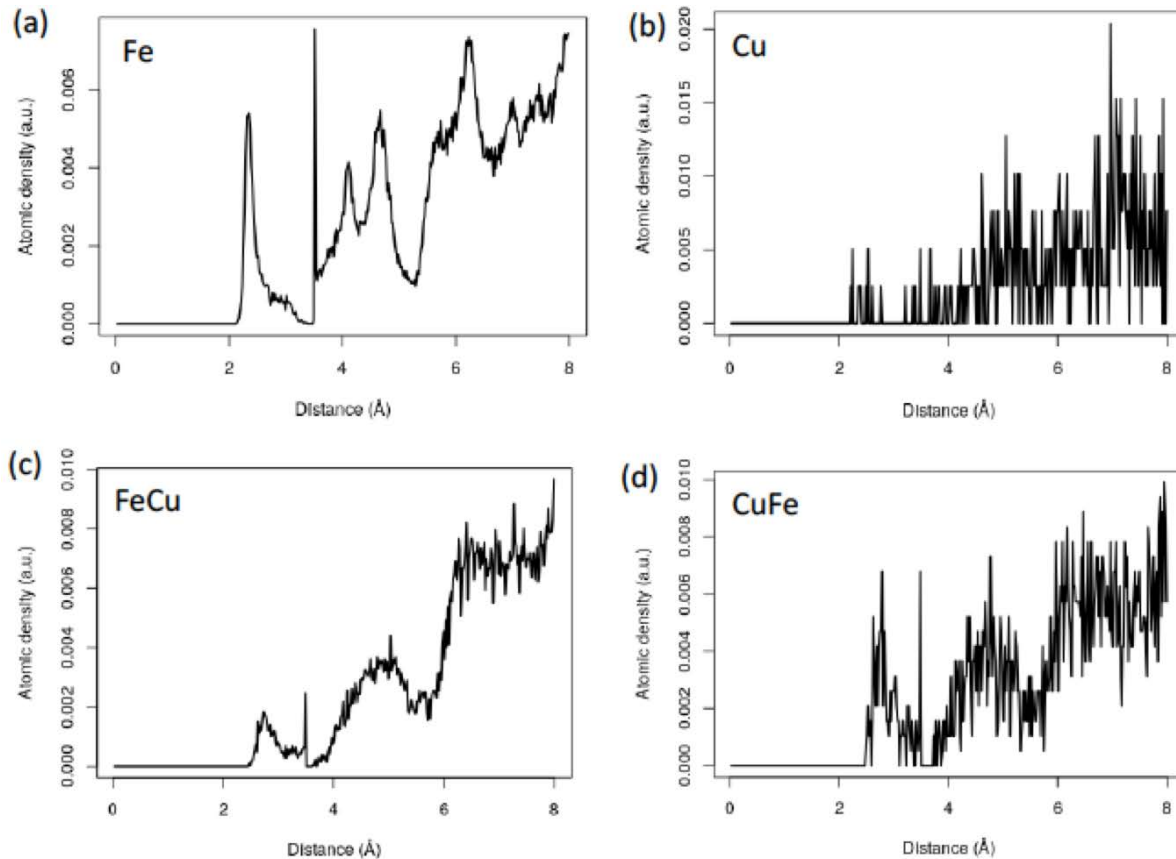 (a)
Fe
Atomic density (a.u.)
0.000
0.002
0.004
0.006
0 2 4 6 8
Distance (Å)
(b)
Cu
Atomic density (a.u.)
0.000
0.005
0.010
0.015
0.020
0 2 4 6 8
Distance (Å)
(c)
FeCu
Atomic density (a.u.)
0.000
0.002
0.004
0.006
0.008
0.010
0 2 4 6 8
Distance (Å)
(d)
CuFe
Atomic density (a.u.)
0.000
0.002
0.004
0.006
0.008
0.010
0 2 4 6 8
Distance (Å)